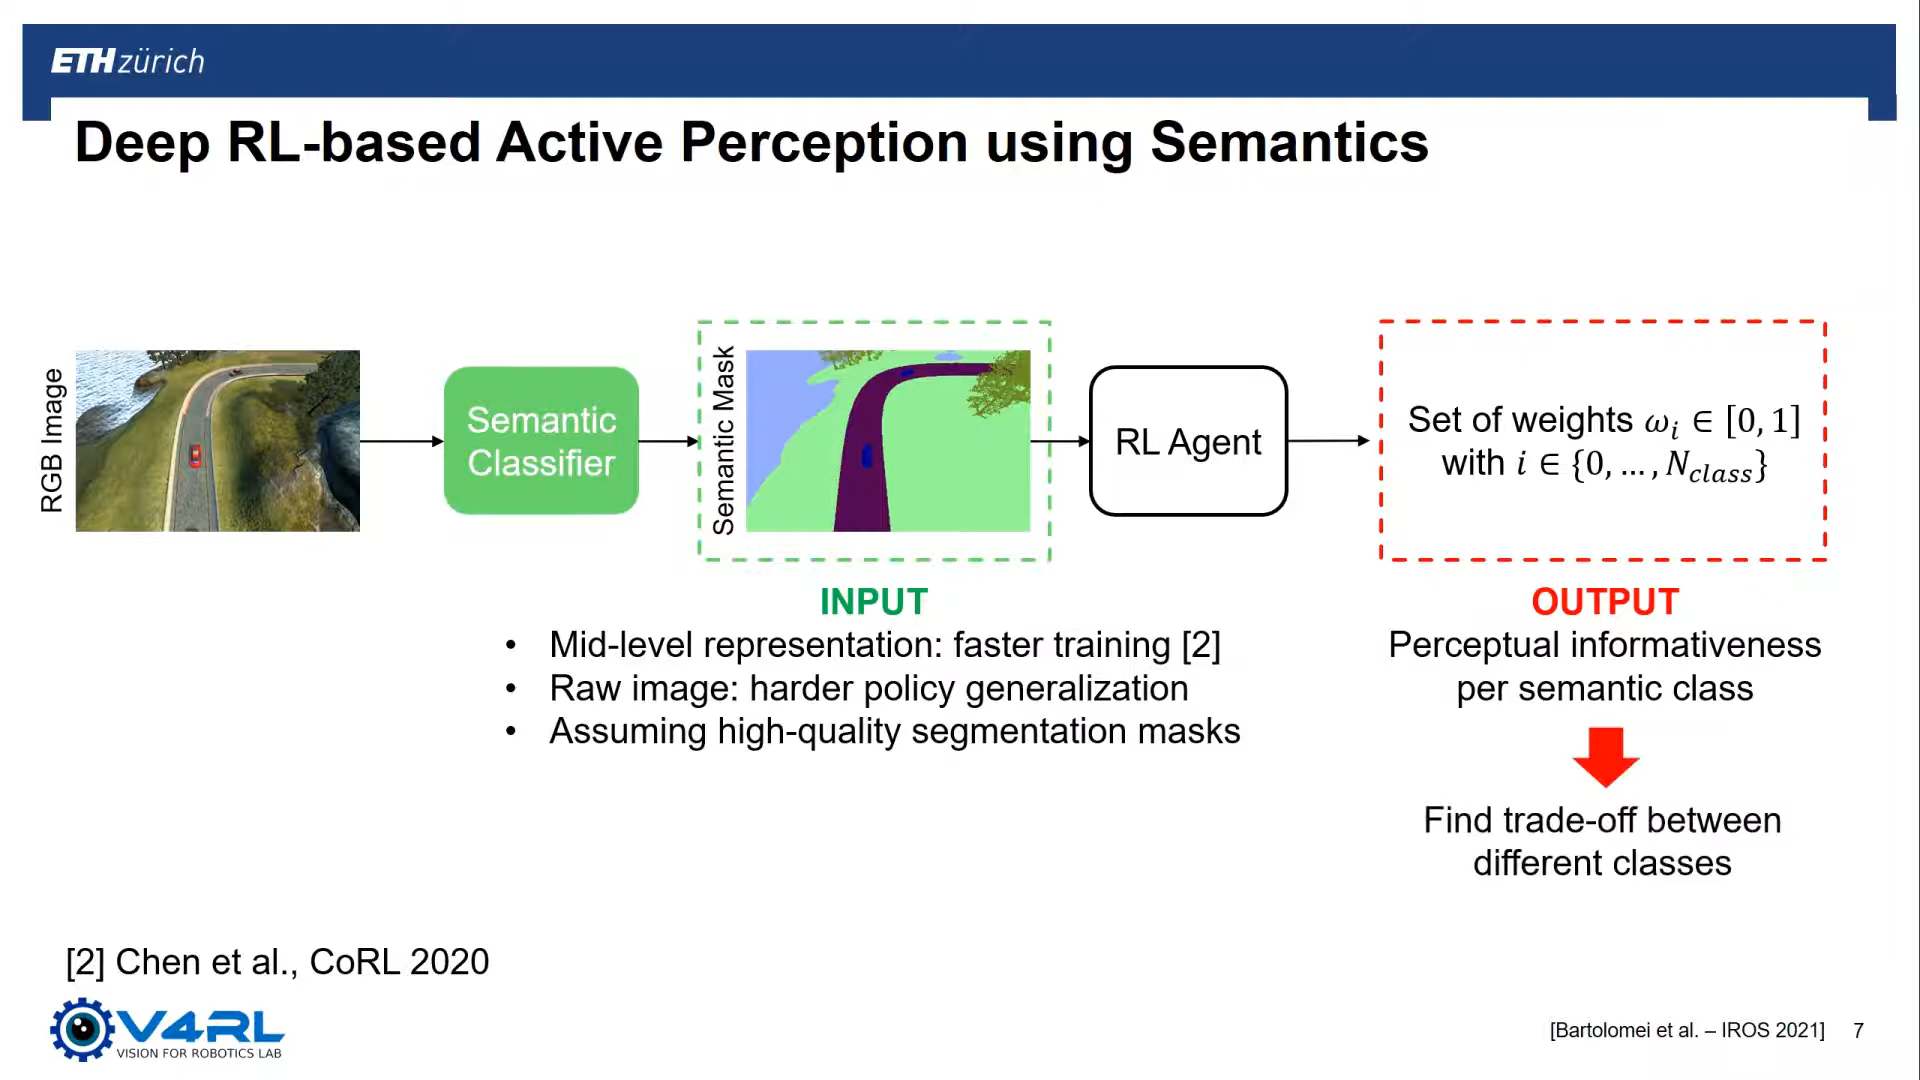 ETH zürich
Deep RL-based Active Perception using Semantics
RGB Image
Semantic
Classifier
Semantic Mask
RL Agent
Set of weights ω_i ∈ [0, 1]
with i ∈ {0, … , N_class}
INPUT
• Mid-level representation: faster training [2]
• Raw image: harder policy generalization
• Assuming high-quality segmentation masks
OUTPUT
Perceptual informativeness
per semantic class
Find trade-off between
different classes
[2] Chen et al., CoRL 2020
V4RL
VISION FOR ROBOTICS LAB
[Bartolomei et al. – IROS 2021] 7